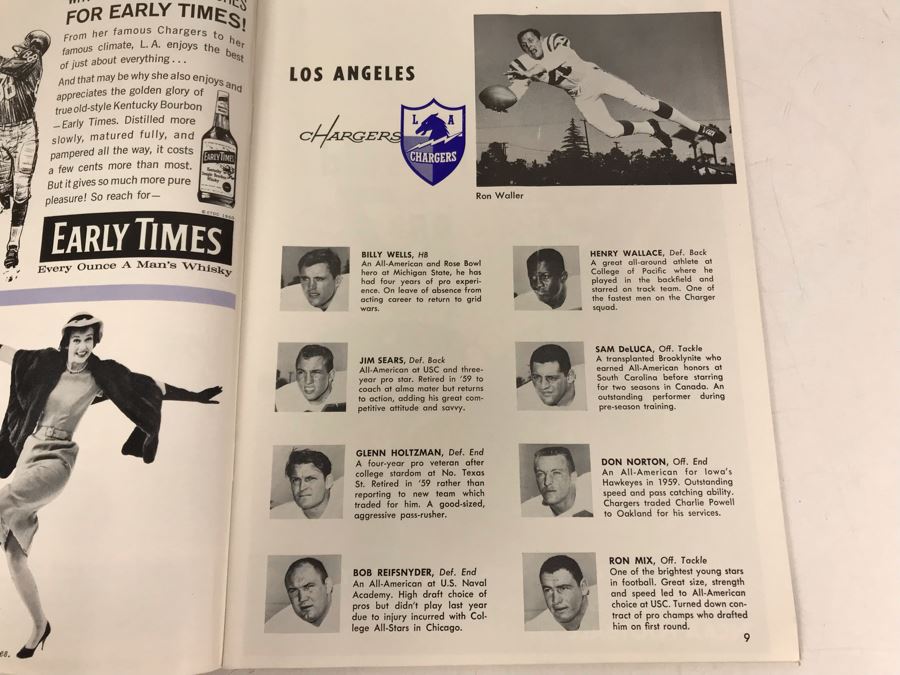 FOR EARLY TIMES!
From her famous Chargers to her
famous climate, L.A. enjoys the best
of just about everything . . .
And that may be why she also enjoys and
appreciates the golden glory of
true old-style Kentucky Bourbon
—Early Times. Distilled more
slowly, matured fully, and
pampered all the way, it costs
a few cents more than most.
But it gives so much more pure
pleasure! So reach for—
EARLY TIMES
EARLY TIMES
Every Ounce A Man's Whisky
LOS ANGELES
CHARGERS
L A
CHARGERS
Ron Waller
BILLY WELLS, HB
An All-American and Rose Bowl
hero at Michigan State, he has
had four years of pro experi-
ence. On leave of absence from
acting career to return to grid
wars.
JIM SEARS, Def. Back
All-American at USC and three-
year pro star. Retired in '59 to
coach at alma mater but returns
to action, adding his great com-
petitive attitude and savvy.
GLENN HOLTZMAN, Def. End
A four-year pro veteran after
college stardom at No. Texas
St. Retired in '59 rather than
reporting to new team which
traded for him. A good-sized,
aggressive pass-rusher.
BOB REIFSNYDER, Def. End
An All-American at U.S. Naval
Academy. High draft choice of
pros but didn't play last year
due to injury incurred with Col-
lege All-Stars in Chicago.
HENRY WALLACE, Def. Back
A great all-around athlete at
College of Pacific where he
played in the backfield and
starred on track team. One of
the fastest men on the Charger
squad.
SAM DeLUCA, Off. Tackle
A transplanted Brooklynite who
earned All-American honors at
South Carolina before starring
for two seasons in Canada. An
outstanding performer during
pre-season training.
DON NORTON, Off. End
An All-American for Iowa's
Hawkeyes in 1959. Outstanding
speed and pass catching ability.
Chargers traded Charlie Powell
to Oakland for his services.
RON MIX, Off. Tackle
One of the brightest young stars
in football. Great size, strength
and speed led to All-American
choice at USC. Turned down con-
tract of pro champs who drafted
him on first round.
9